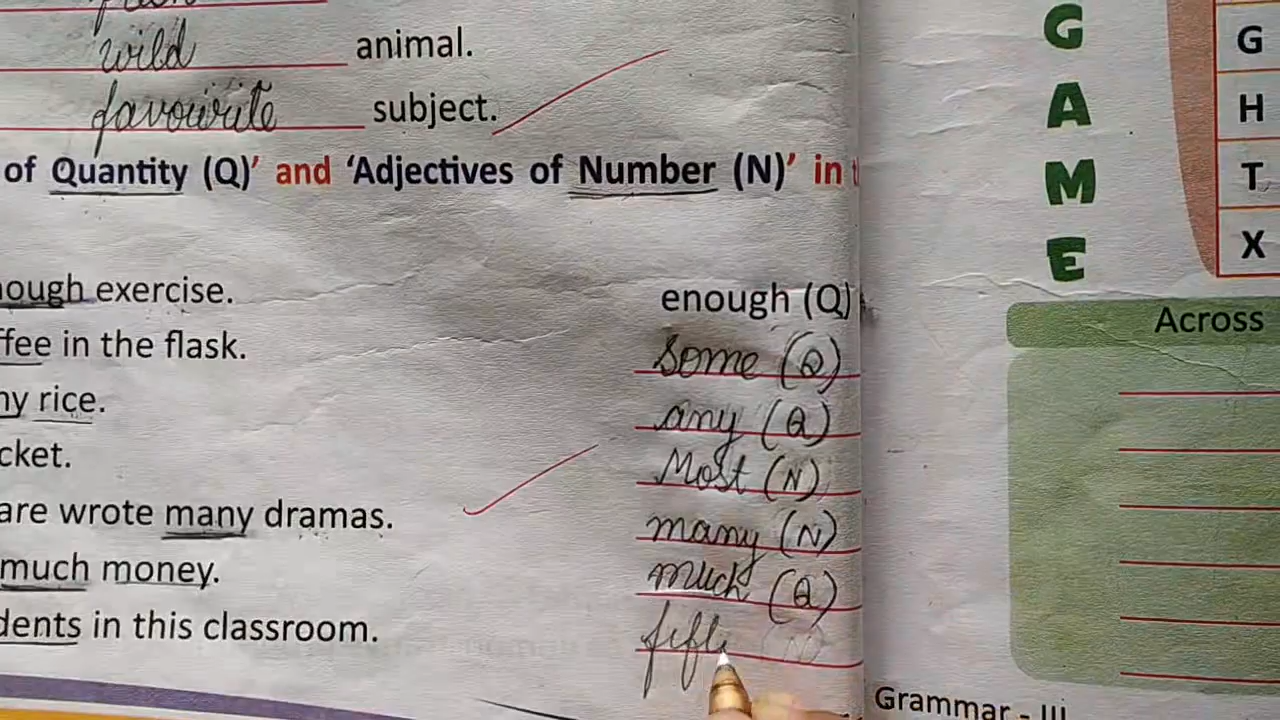 wild animal.
favourite subject.
of Quantity (Q)' and 'Adjectives of Number (N)' in
ough exercise. enough (Q)
ffee in the flask. some (Q)
ny rice. any (Q)
cket. Most (N)
are wrote many dramas. many (N)
much money. much (Q)
dents in this classroom.
G
A
M
E
G
H
T
X
Across
Grammar - III